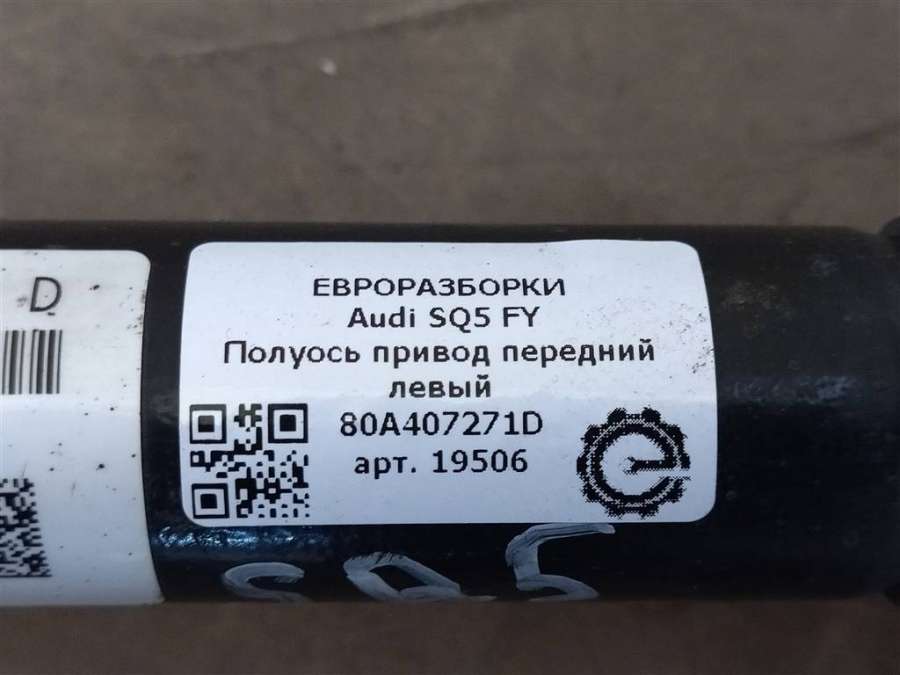 D
ЕВРОРАЗБОРКИ
Audi SQ5 FY
Полуось привод передний
левый
80A407271D
арт. 19506
SQ5